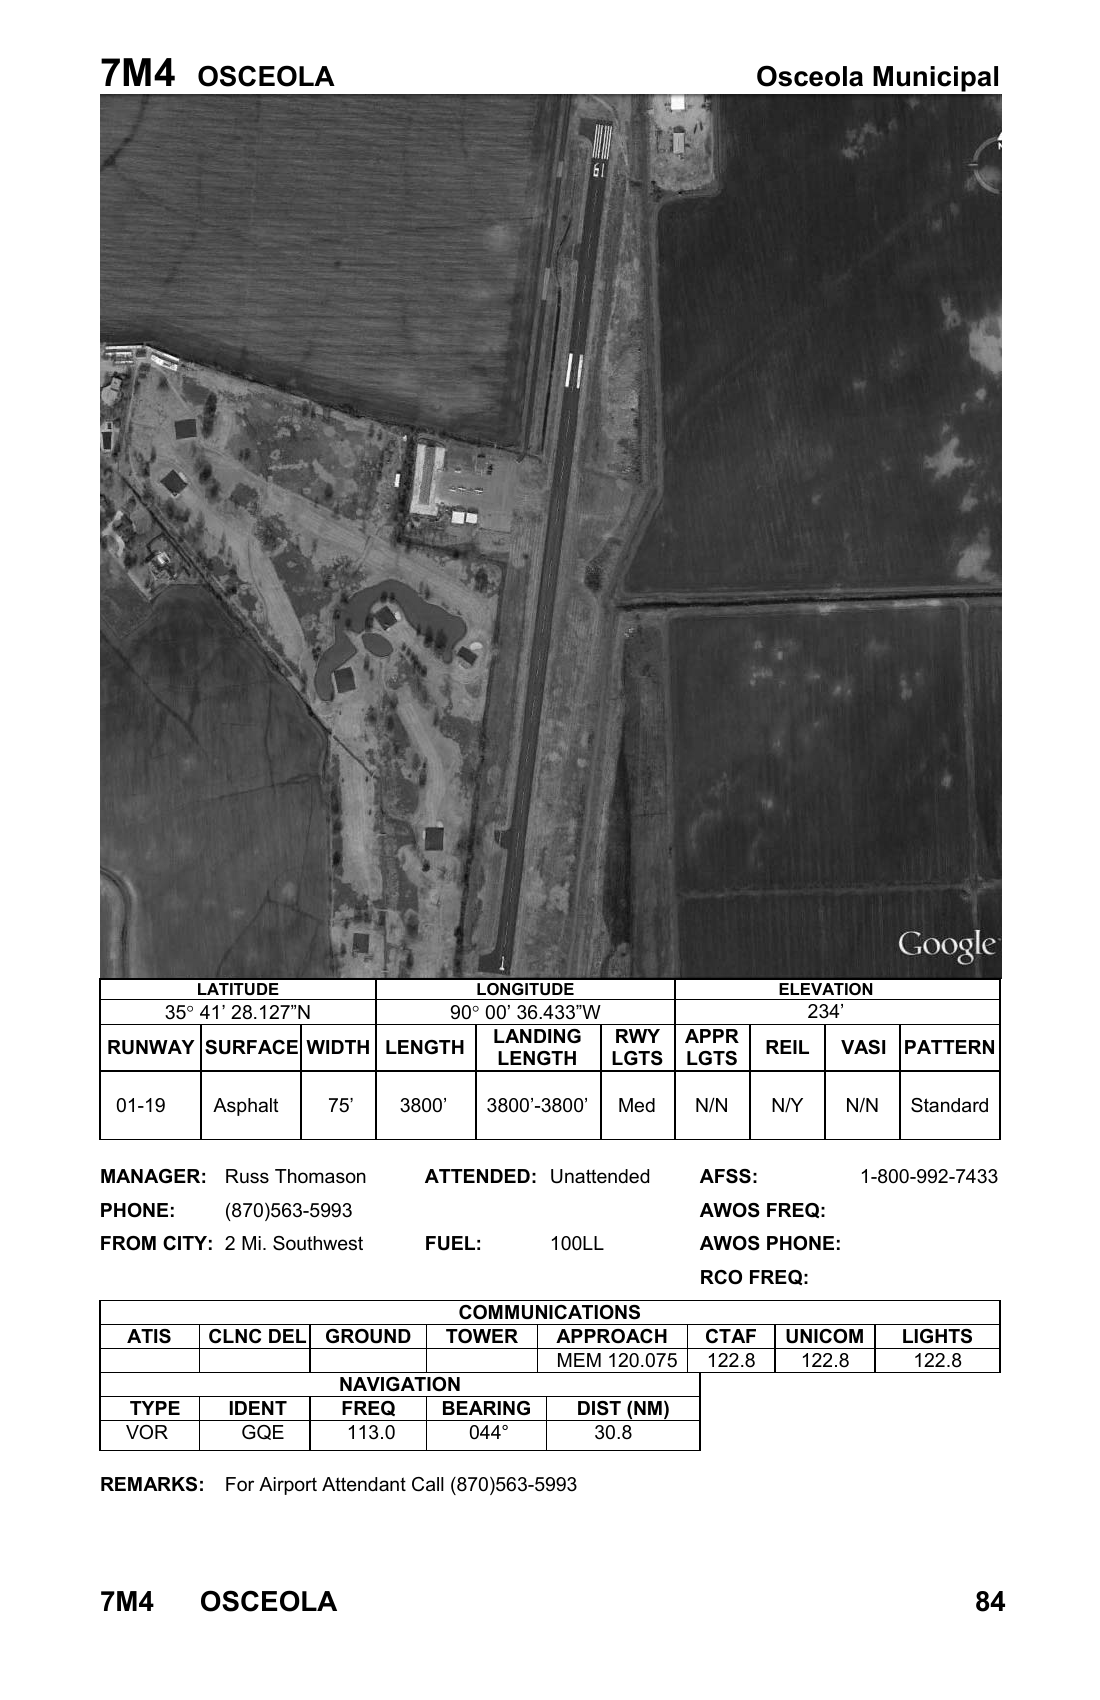 7M4 OSCEOLA Osceola Municipal
19
N
1
Google
LATITUDE LONGITUDE ELEVATION
35° 41’ 28.127”N 90° 00’ 36.433”W 234’
RUNWAY SURFACE WIDTH LENGTH LANDING LENGTH RWY LGTS APPR LGTS REIL VASI PATTERN
01-19 Asphalt 75’ 3800’ 3800’-3800’ Med N/N N/Y N/N Standard
MANAGER: Russ Thomason ATTENDED: Unattended AFSS: 1-800-992-7433
PHONE: (870)563-5993 AWOS FREQ:
FROM CITY: 2 Mi. Southwest FUEL: 100LL AWOS PHONE:
RCO FREQ:
COMMUNICATIONS
ATIS CLNC DEL GROUND TOWER APPROACH CTAF UNICOM LIGHTS
MEM 120.075 122.8 122.8 122.8
NAVIGATION
TYPE IDENT FREQ BEARING DIST (NM)
VOR GQE 113.0 044° 30.8
REMARKS: For Airport Attendant Call (870)563-5993
7M4 OSCEOLA 84